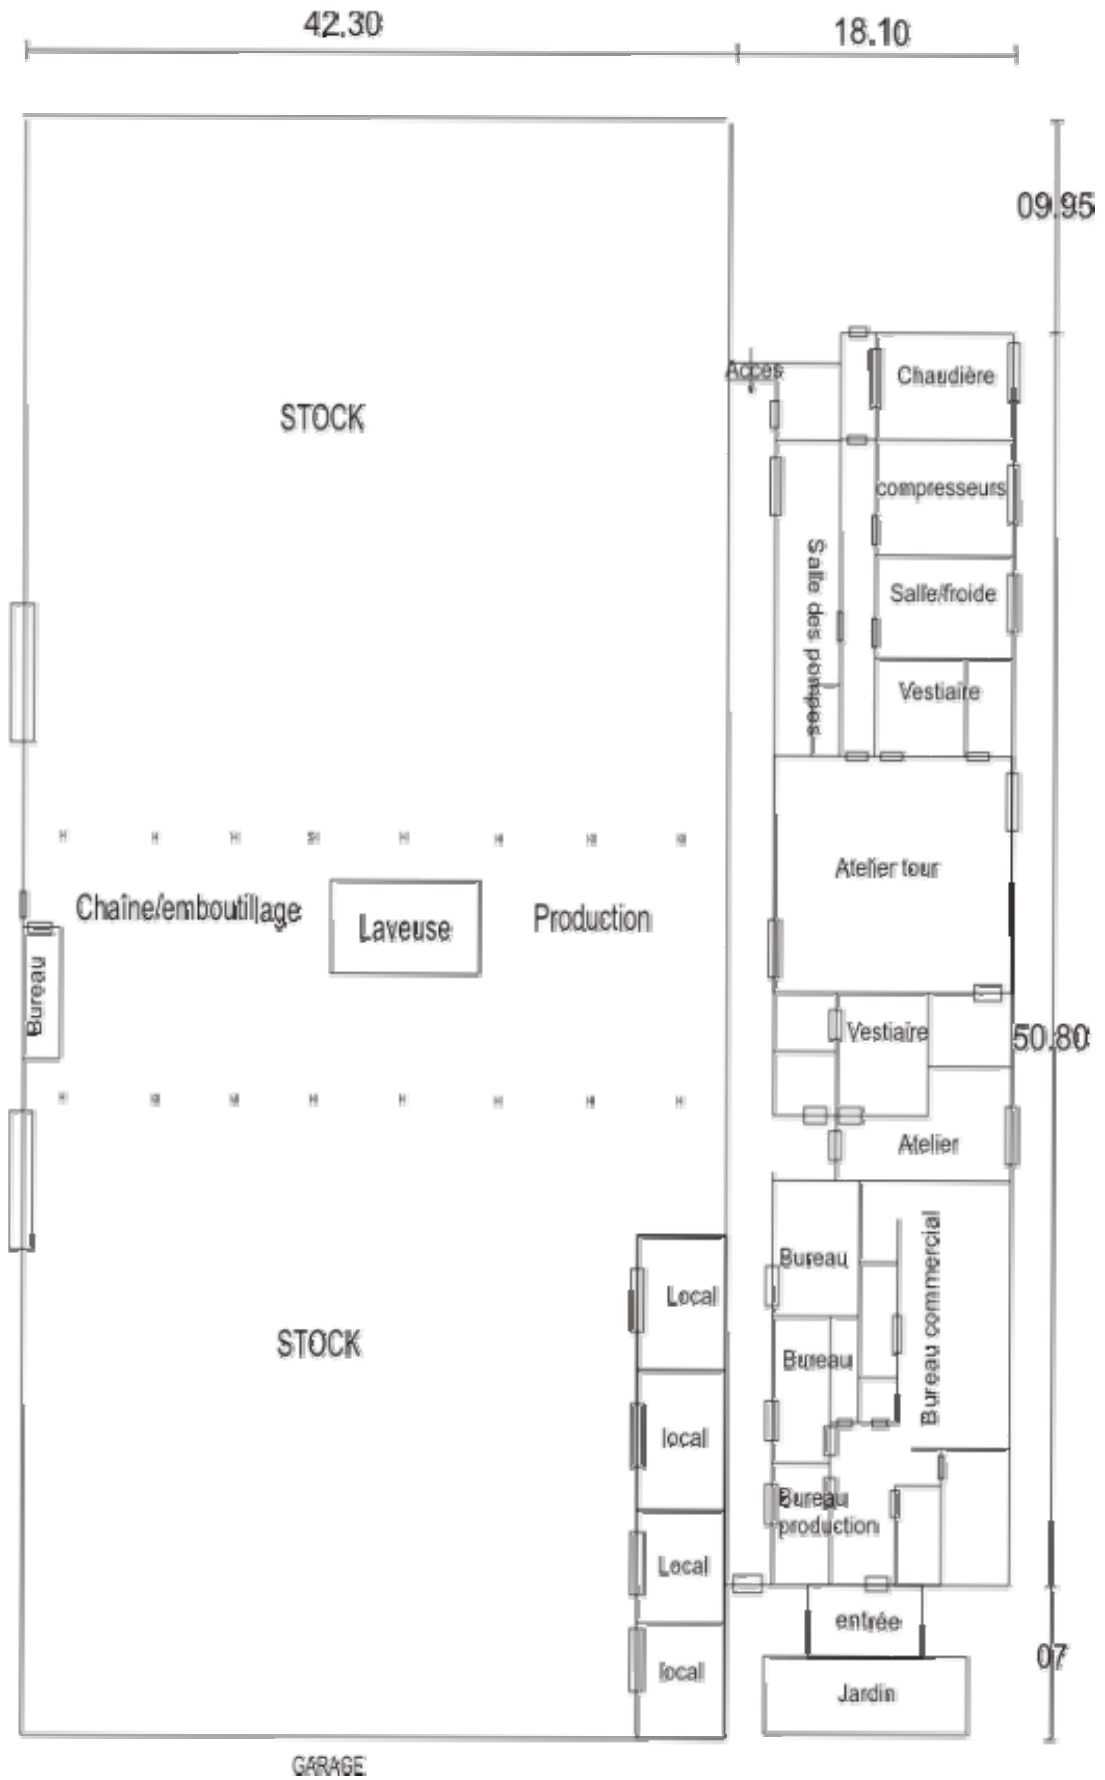 42.30
18.10
09.95
Accès
Chaudière
STOCK
compresseurs
Salle des pompes
Salle/froide
Vestiaire
Atelier tour
Chaîne/emboutillage
Laveuse
Production
Bureau
Vestiaire
50.80
Atelier
Bureau
Bureau commercial
Local
STOCK
Bureau
local
Bureau
production
Local
entrée
07
local
Jardin
GARAGE